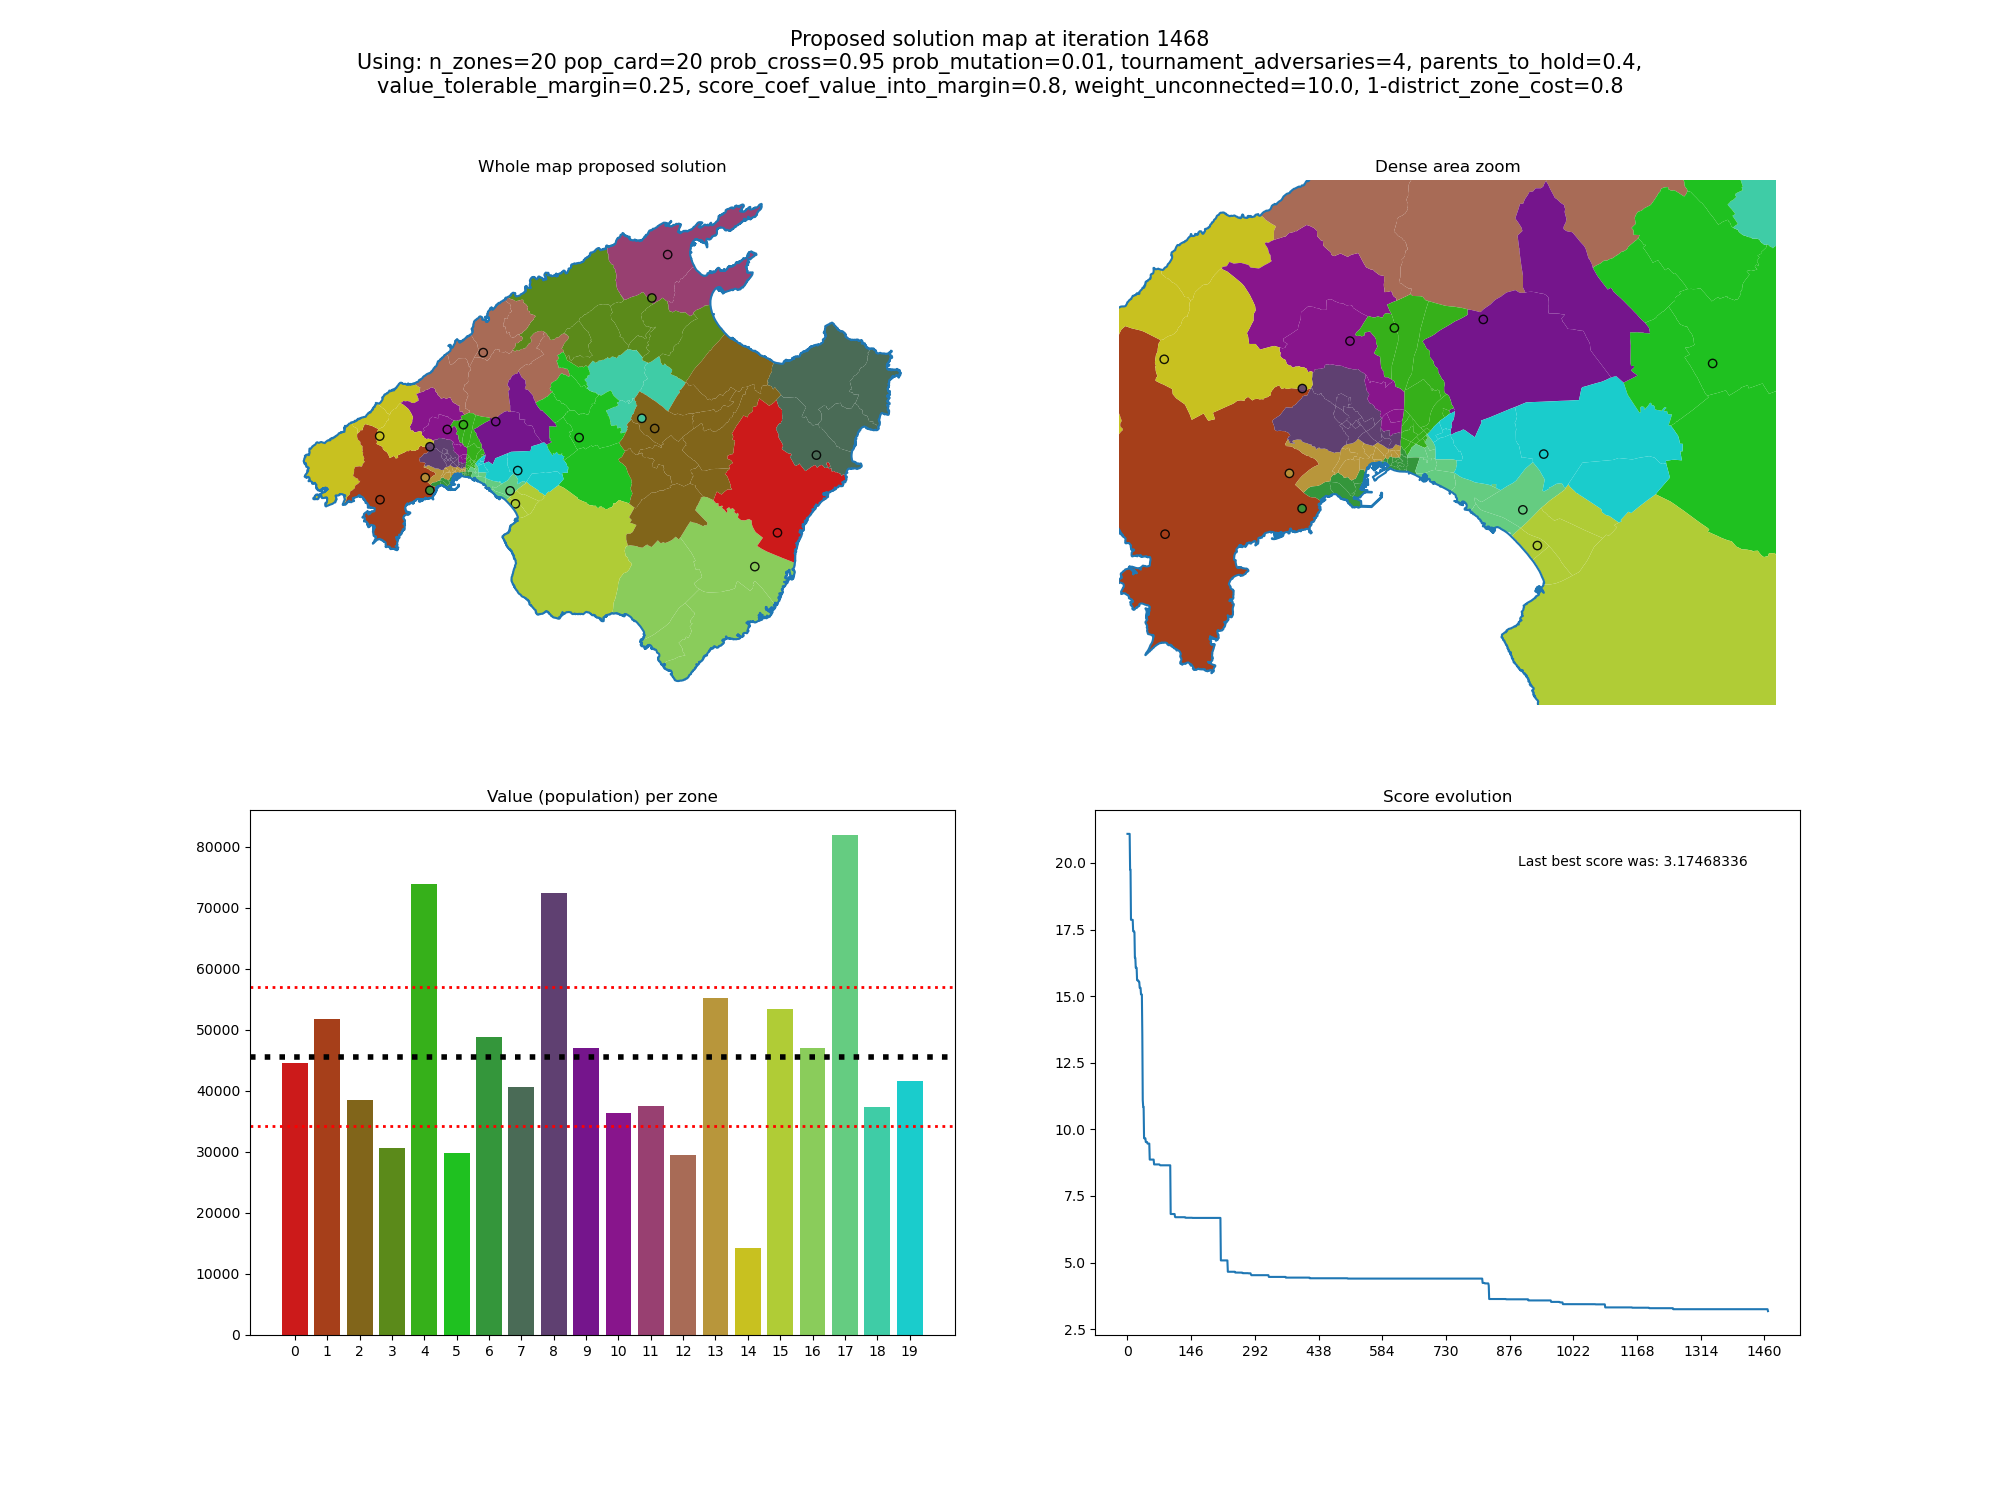 Proposed solution map at iteration 1468
Using: n_zones=20 pop_card=20 prob_cross=0.95 prob_mutation=0.01, tournament_adversaries=4, parents_to_hold=0.4,
value_tolerable_margin=0.25, score_coef_value_into_margin=0.8, weight_unconnected=10.0, 1-district_zone_cost=0.8
Whole map proposed solution
Dense area zoom
Value (population) per zone
80000
70000
60000
50000
40000
30000
20000
10000
0
0 1 2 3 4 5 6 7 8 9 10 11 12 13 14 15 16 17 18 19
Score evolution
Last best score was: 3.17468336
20.0
17.5
15.0
12.5
10.0
7.5
5.0
2.5
0 146 292 438 584 730 876 1022 1168 1314 1460